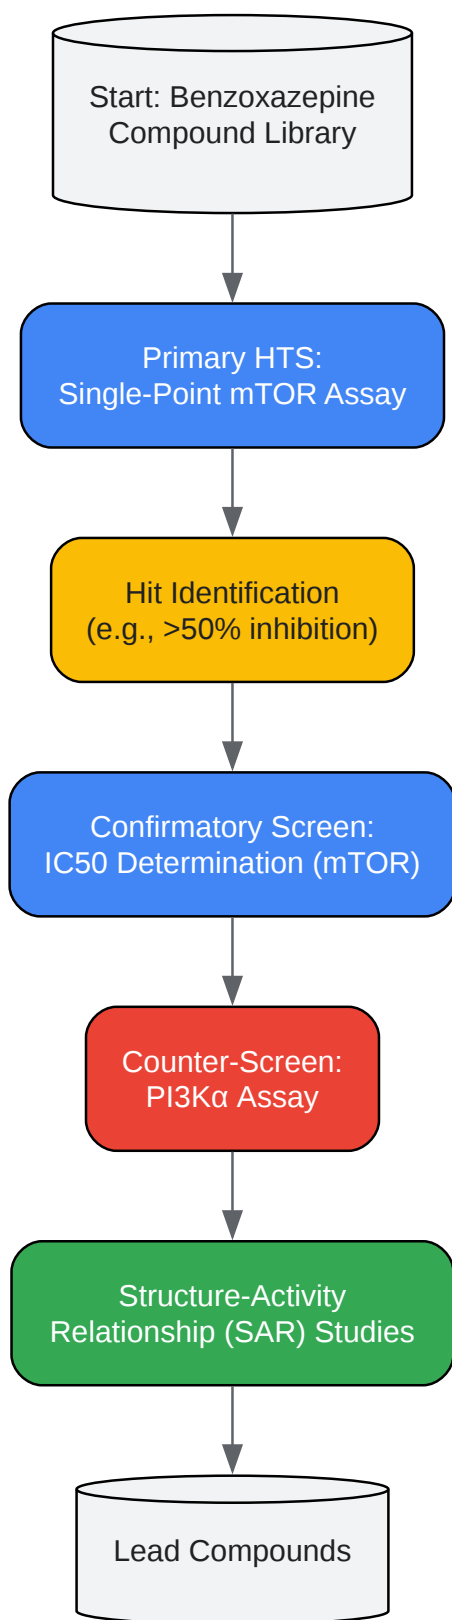 Start: Benzoxazepine
Compound Library
Primary HTS:
Single-Point mTOR Assay
Hit Identification
(e.g., >50% inhibition)
Confirmatory Screen:
IC50 Determination (mTOR)
Counter-Screen:
PI3Kα Assay
Structure-Activity
Relationship (SAR) Studies
Lead Compounds